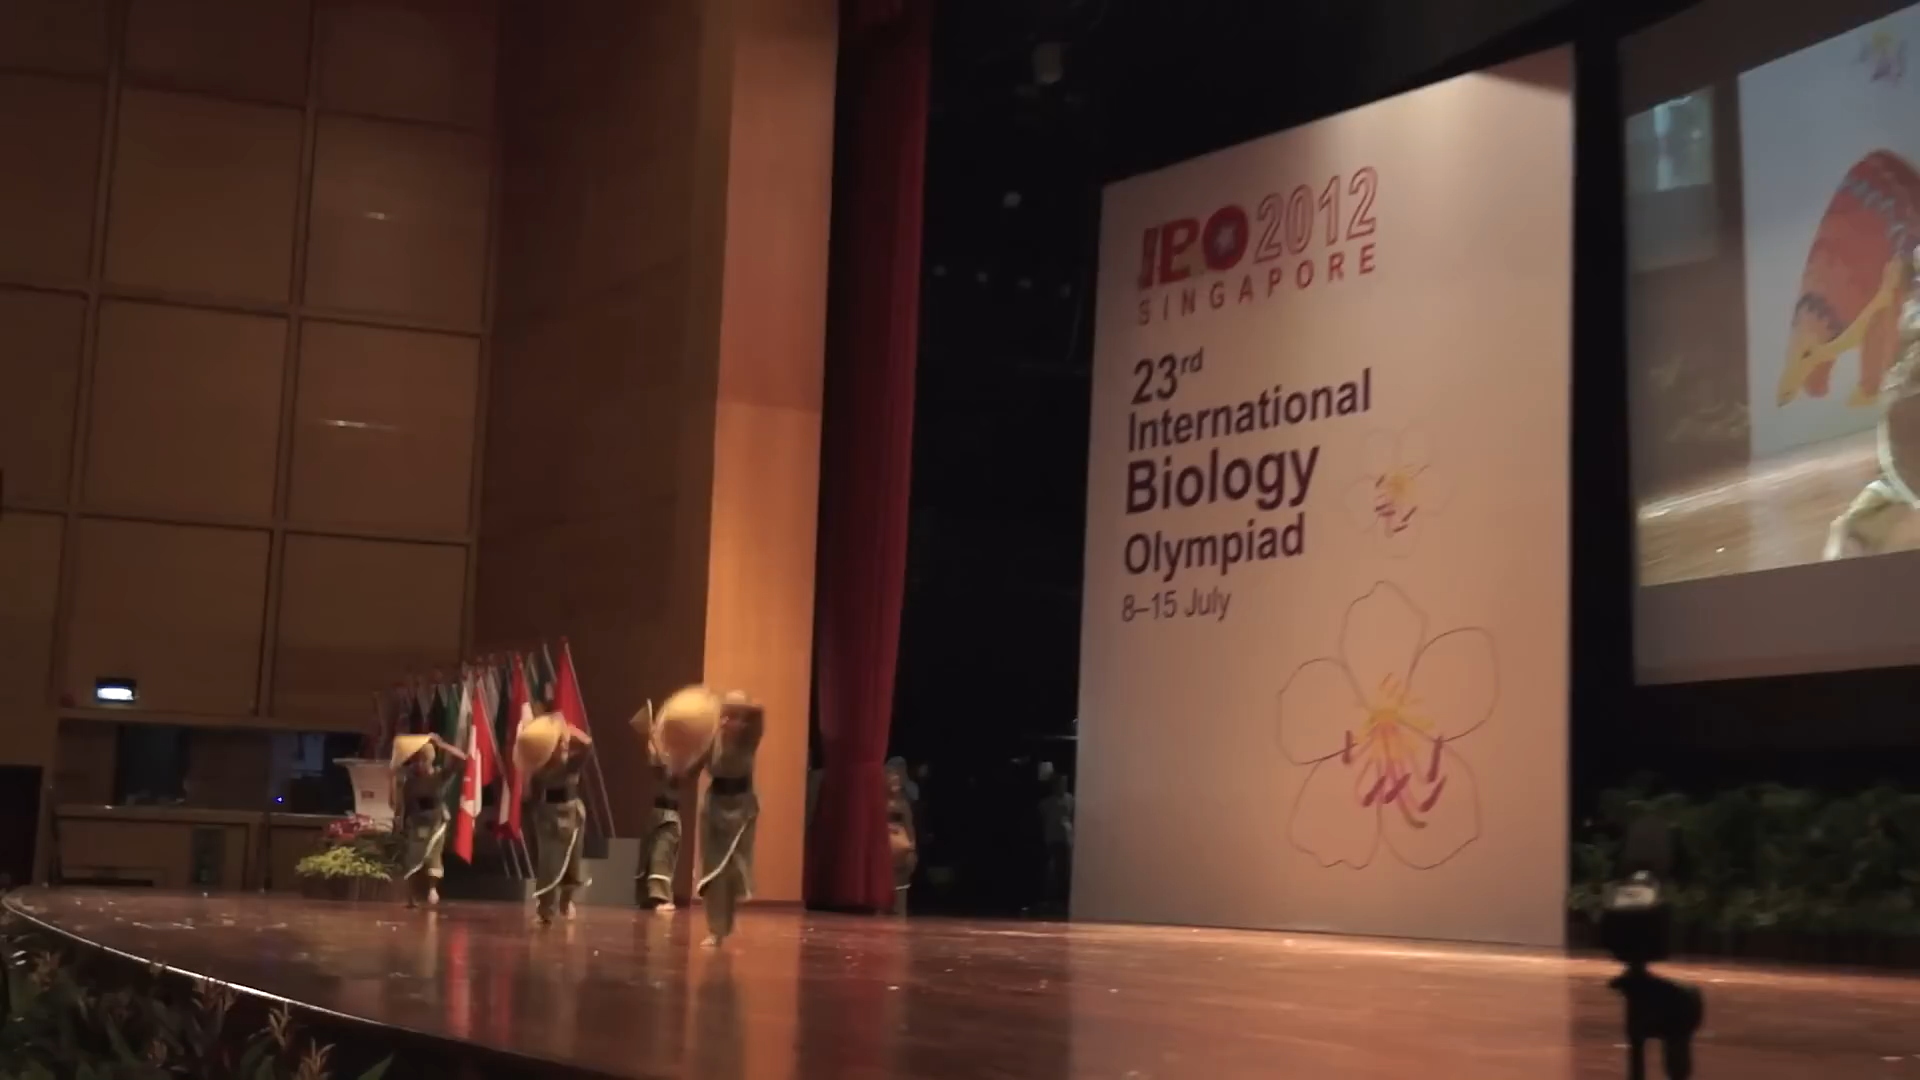 IBO 2012
SINGAPORE
23rd
International
Biology
Olympiad
8–15 July